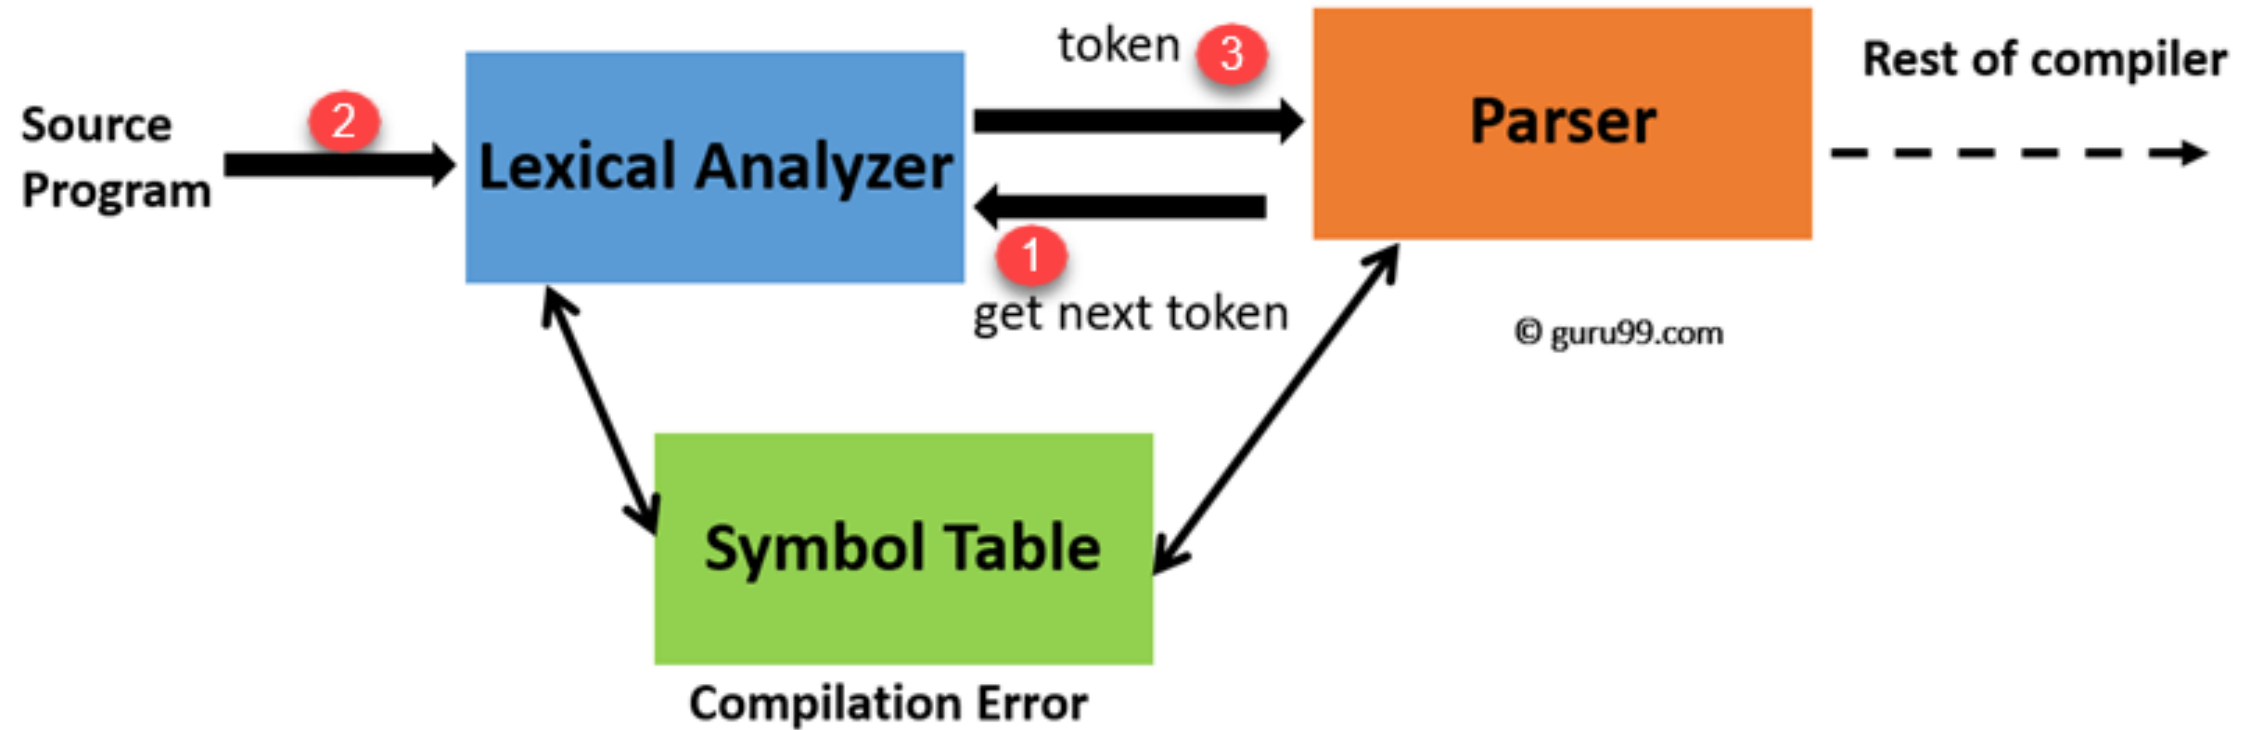 token 3
Rest of compiler
Source
Program
2
Lexical Analyzer
Parser
1
get next token
© guru99.com
Symbol Table
Compilation Error